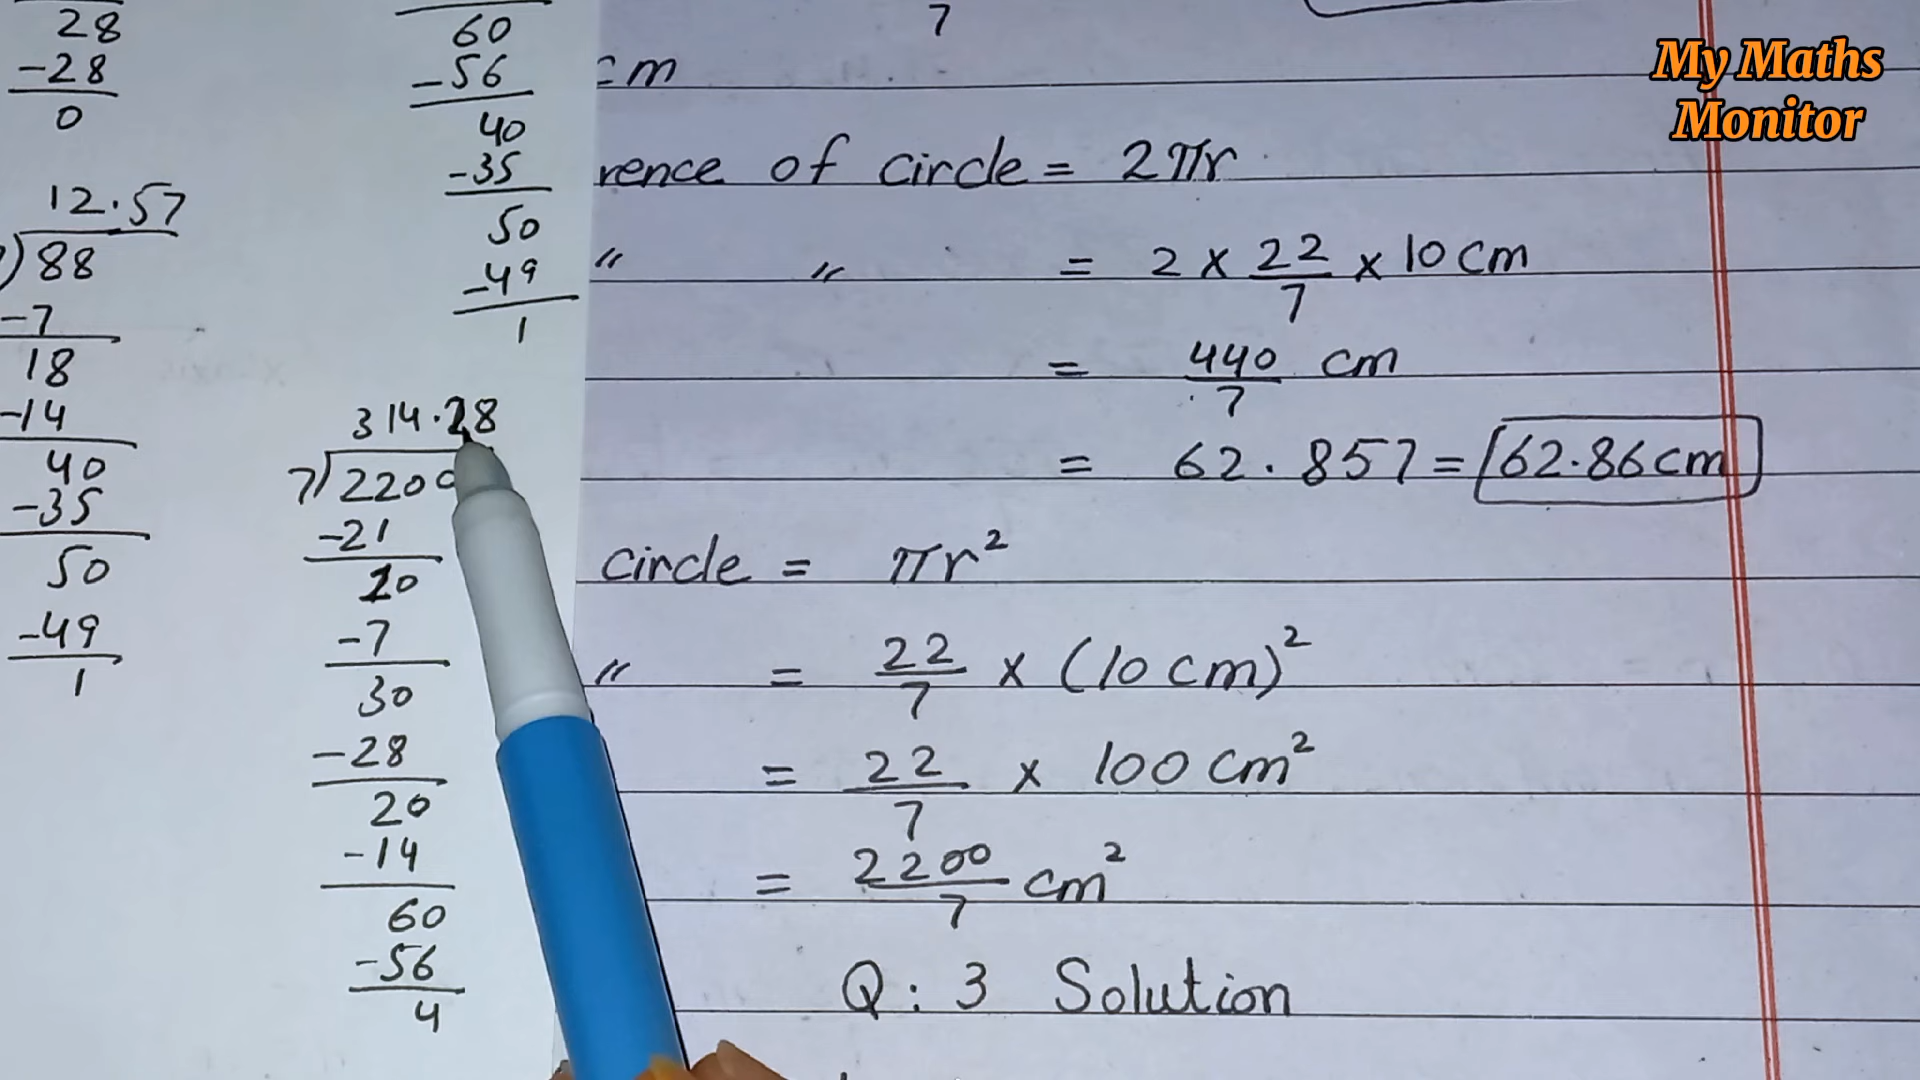 28
-28
0
12.57
)88
-7
18
-14
40
-35
50
-49
1
60
-56
40
-35
50
-49
1
314.28
7)2200
-21
10
-7
30
-28
20
-14
60
-56
4
7
cm
rence of circle = 2πr
" " = 2 × 22/7 × 10 cm
= 440/7 cm
= 62.857 = 62.86 cm
circle = πr²
" = 22/7 × (10 cm)²
= 22/7 × 100 cm²
= 2200/7 cm²
Q: 3 Solution
My Maths
Monitor